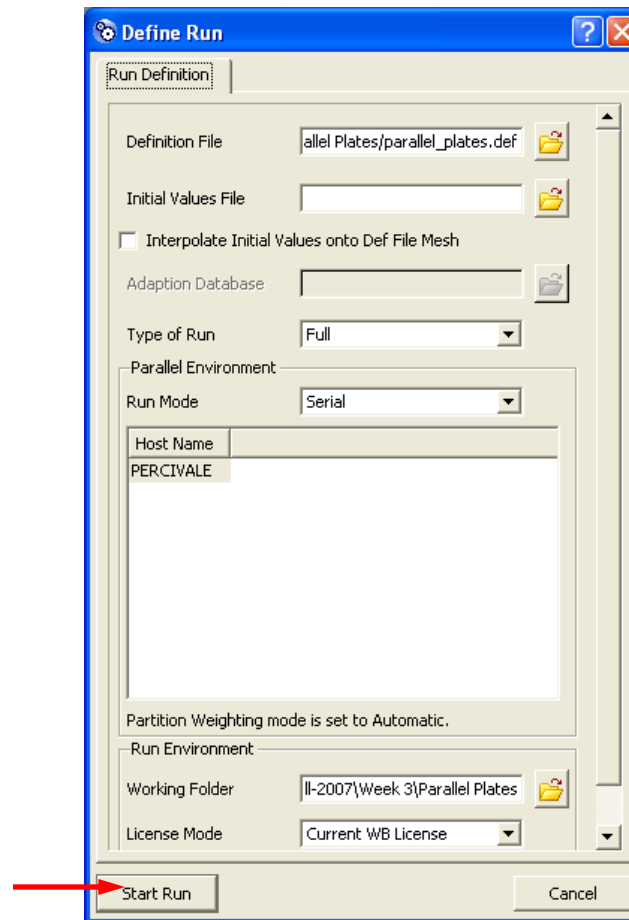 Define Run
Run Definition
Definition File allel Plates/parallel_plates.def
Initial Values File
Interpolate Initial Values onto Def File Mesh
Adaption Database
Type of Run Full
Parallel Environment
Run Mode Serial
Host Name
PERCIVALE
Partition Weighting mode is set to Automatic.
Run Environment
Working Folder ll-2007\Week 3\Parallel Plates
License Mode Current WB License
Start Run Cancel